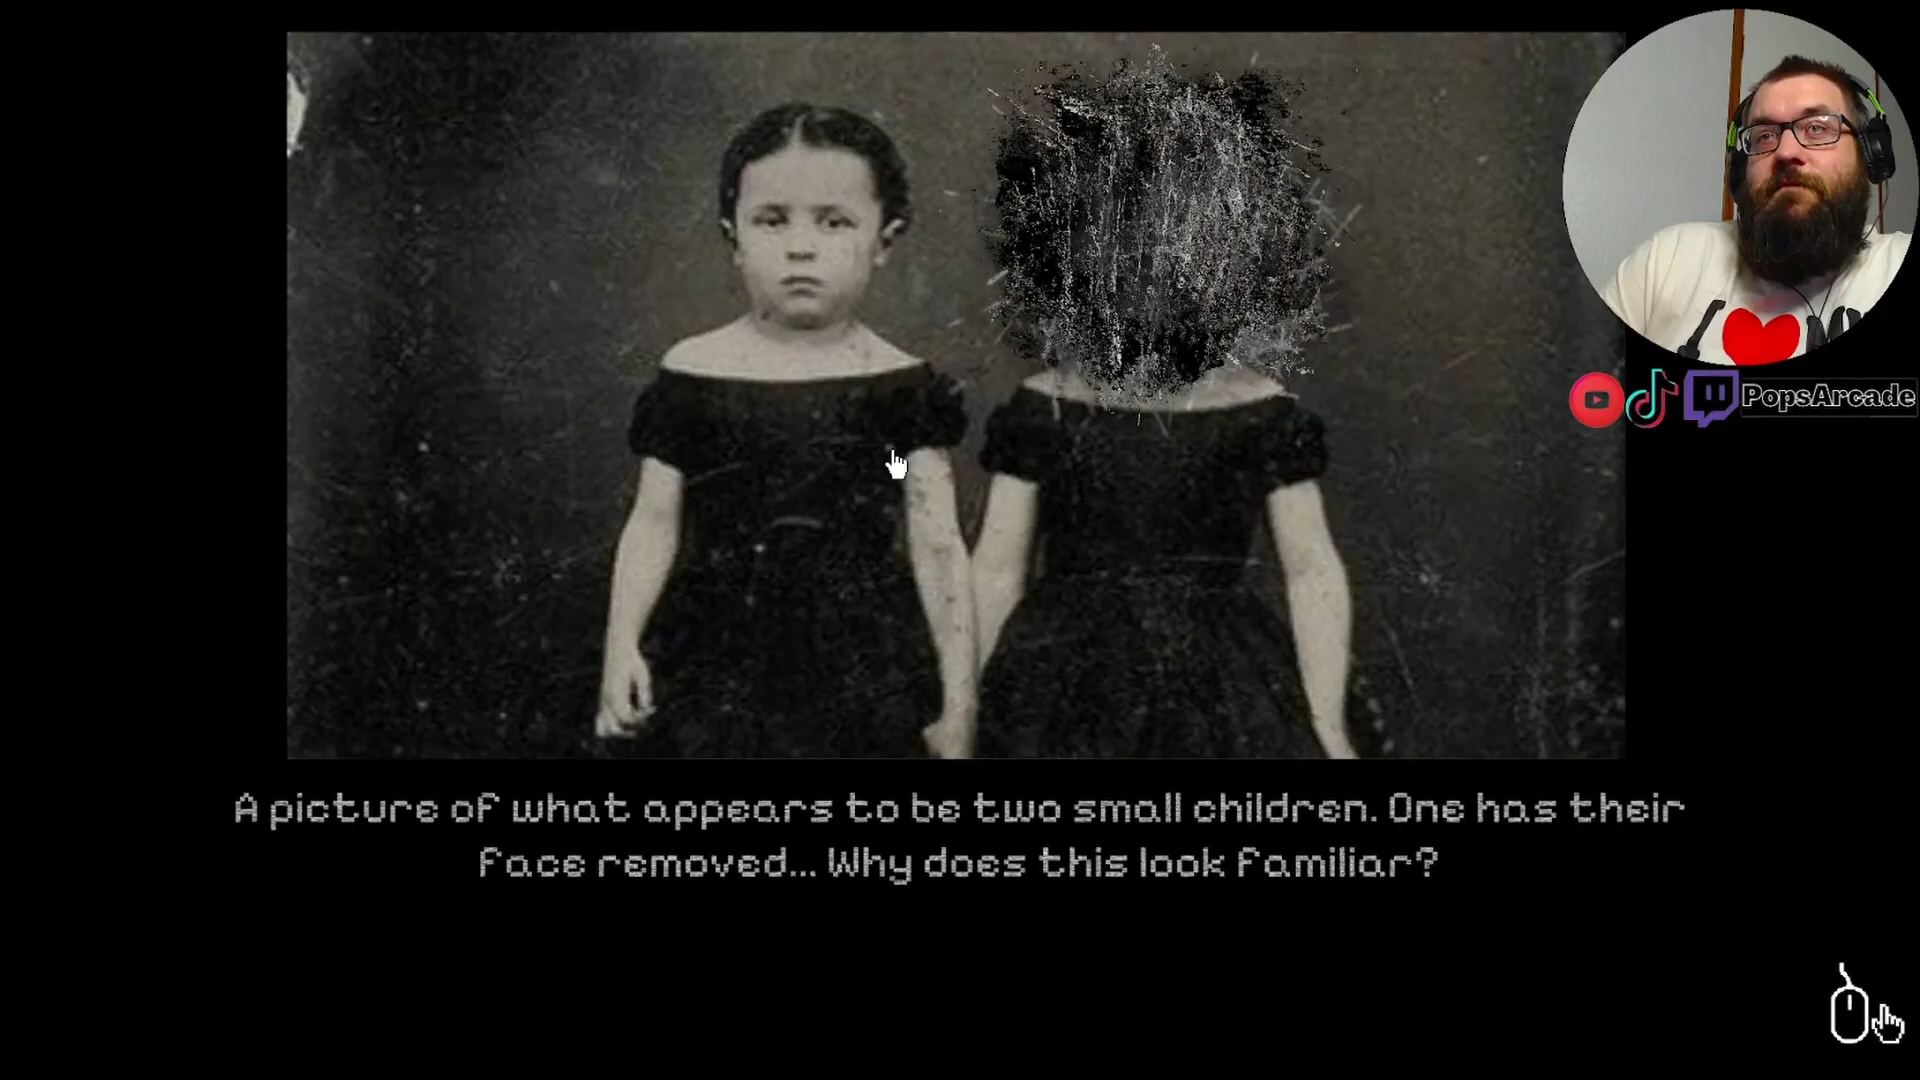 PopsArcade
A picture of what appears to be two small children. One has their
face removed... Why does this look familiar?